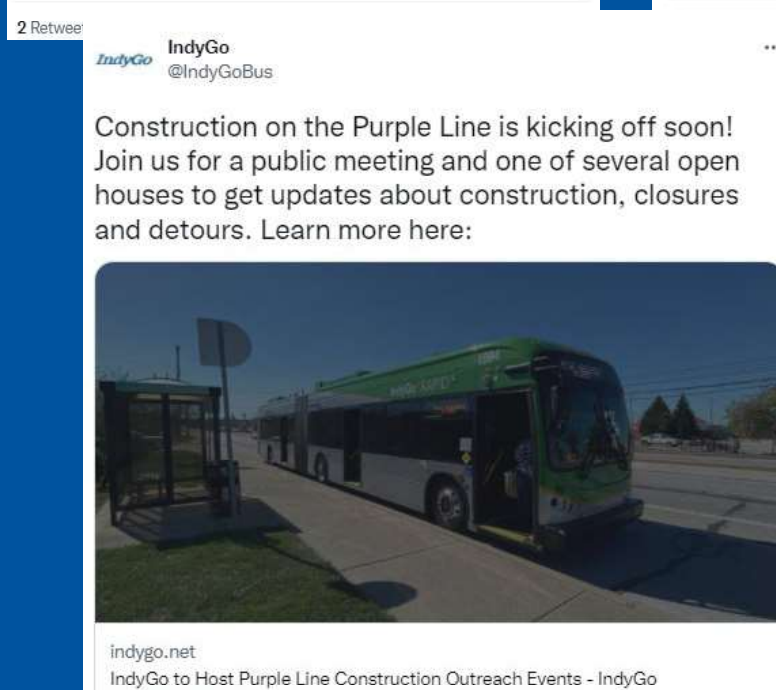 2 Retwee
IndyGo
IndyGo
@IndyGoBus
Construction on the Purple Line is kicking off soon!
Join us for a public meeting and one of several open
houses to get updates about construction, closures
and detours. Learn more here:
indygo.net
IndyGo to Host Purple Line Construction Outreach Events - IndyGo